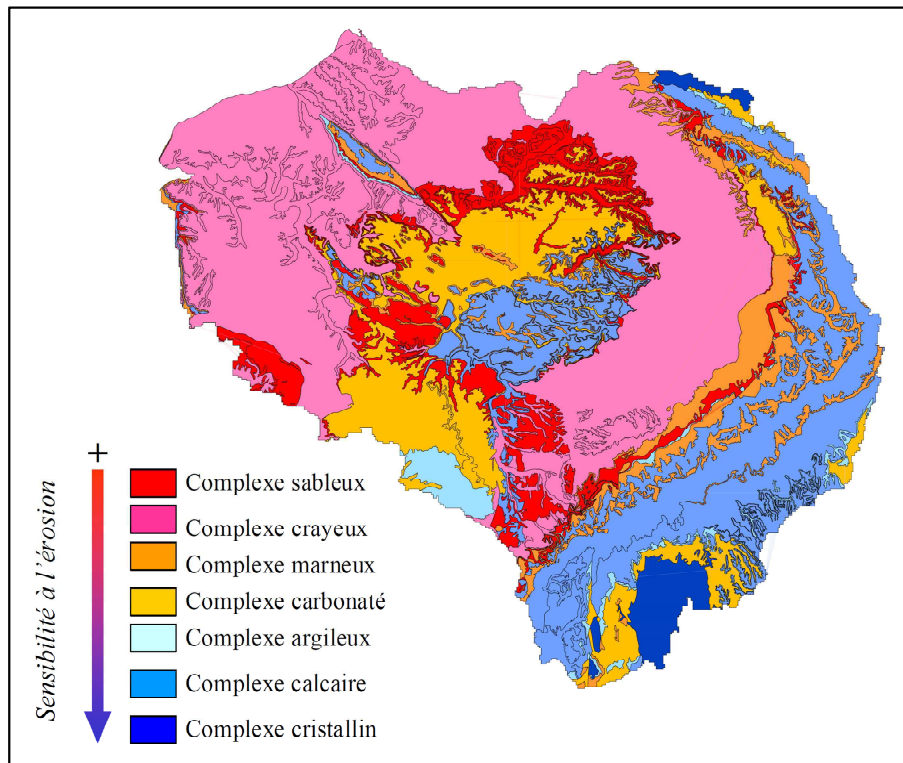 +
Sensibilité à l'érosion
Complexe sableux
Complexe crayeux
Complexe marneux
Complexe carbonaté
Complexe argileux
Complexe calcaire
Complexe cristallin